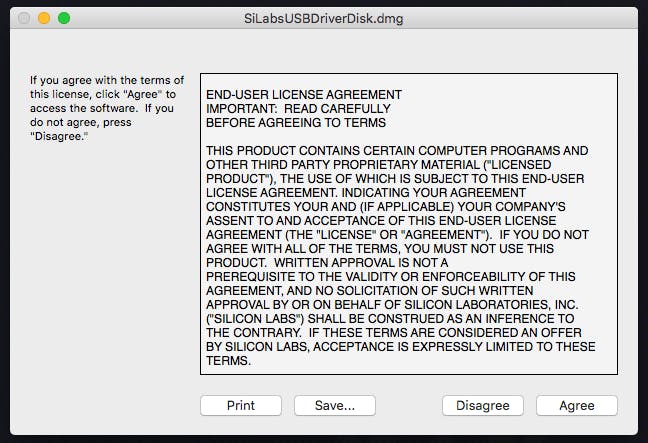 SiLabsUSBDriverDisk.dmg
If you agree with the terms of
this license, click "Agree" to
access the software.  If you
do not agree, press
"Disagree."
END-USER LICENSE AGREEMENT
IMPORTANT:  READ CAREFULLY
BEFORE AGREEING TO TERMS
THIS PRODUCT CONTAINS CERTAIN COMPUTER PROGRAMS AND
OTHER THIRD PARTY PROPRIETARY MATERIAL ("LICENSED
PRODUCT"), THE USE OF WHICH IS SUBJECT TO THIS END-USER
LICENSE AGREEMENT. INDICATING YOUR AGREEMENT
CONSTITUTES YOUR AND (IF APPLICABLE) YOUR COMPANY'S
ASSENT TO AND ACCEPTANCE OF THIS END-USER LICENSE
AGREEMENT (THE "LICENSE" OR "AGREEMENT").  IF YOU DO NOT
AGREE WITH ALL OF THE TERMS, YOU MUST NOT USE THIS
PRODUCT.  WRITTEN APPROVAL IS NOT A
PREREQUISITE TO THE VALIDITY OR ENFORCEABILITY OF THIS
AGREEMENT, AND NO SOLICITATION OF SUCH WRITTEN
APPROVAL BY OR ON BEHALF OF SILICON LABORATORIES, INC.
("SILICON LABS") SHALL BE CONSTRUED AS AN INFERENCE TO
THE CONTRARY.  IF THESE TERMS ARE CONSIDERED AN OFFER
BY SILICON LABS, ACCEPTANCE IS EXPRESSLY LIMITED TO THESE
TERMS.
Print
Save...
Disagree
Agree